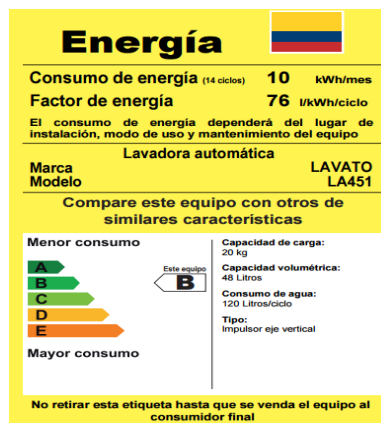 Energía
Consumo de energía (14 ciclos) 10 kWh/mes
Factor de energía 76 l/kWh/ciclo
El consumo de energía dependerá del lugar de
instalación, modo de uso y mantenimiento del equipo
Lavadora automática
Marca LAVATO
Modelo LA451
Compare este equipo con otros de
similares características
Menor consumo
A
B
C
D
E
Mayor consumo
Este equipo
B
Capacidad de carga:
20 kg
Capacidad volumétrica:
48 Litros
Consumo de agua:
120 Litros/ciclo
Tipo:
Impulsor eje vertical
No retirar esta etiqueta hasta que se venda el equipo al
consumidor final